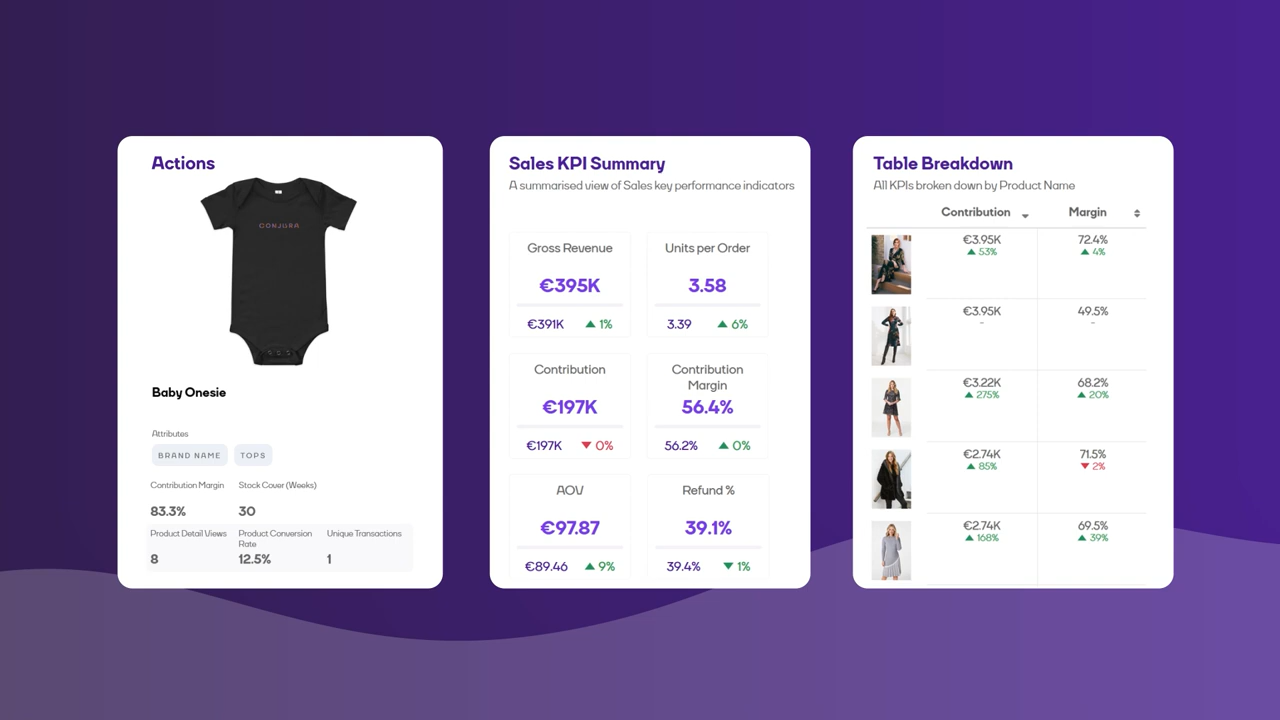 Actions
CONJURA
Baby Onesie
Attributes
BRAND NAME TOPS
Contribution Margin Stock Cover (Weeks)
83.3% 30
Product Detail Views Product Conversion Unique Transactions
Rate
8 12.5% 1
Sales KPI Summary
A summarised view of Sales key performance indicators
Gross Revenue Units per Order
€395K 3.58
€391K ▲ 1% 3.39 ▲ 6%
Contribution Contribution
Margin
€197K 56.4%
€197K ▼ 0% 56.2% ▲ 0%
AOV Refund %
€97.87 39.1%
€89.46 ▲ 9% 39.4% ▼ 1%
Table Breakdown
All KPIs broken down by Product Name
Contribution Margin
€3.95K 72.4%
▲ 53% ▲ 4%
€3.95K 49.5%
- -
€3.22K 68.2%
▲ 275% ▲ 20%
€2.74K 71.5%
▲ 85% ▼ 2%
€2.74K 69.5%
▲ 168% ▲ 39%